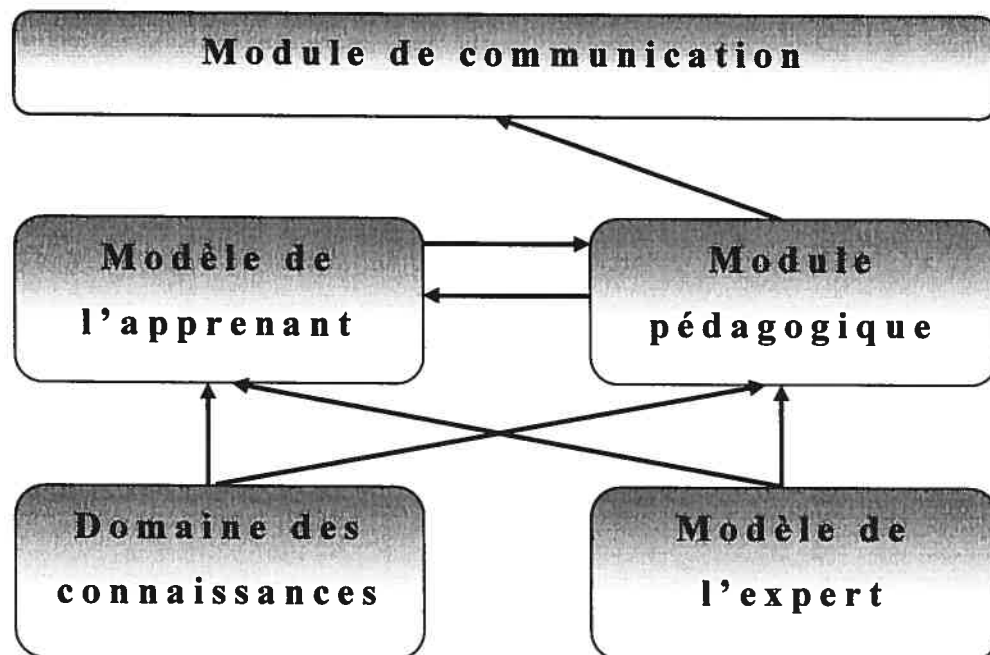 Module de communication
Modèle de
l'apprenant
Module
pédagogique
Domaine des
connaissances
Modèle de
l'expert